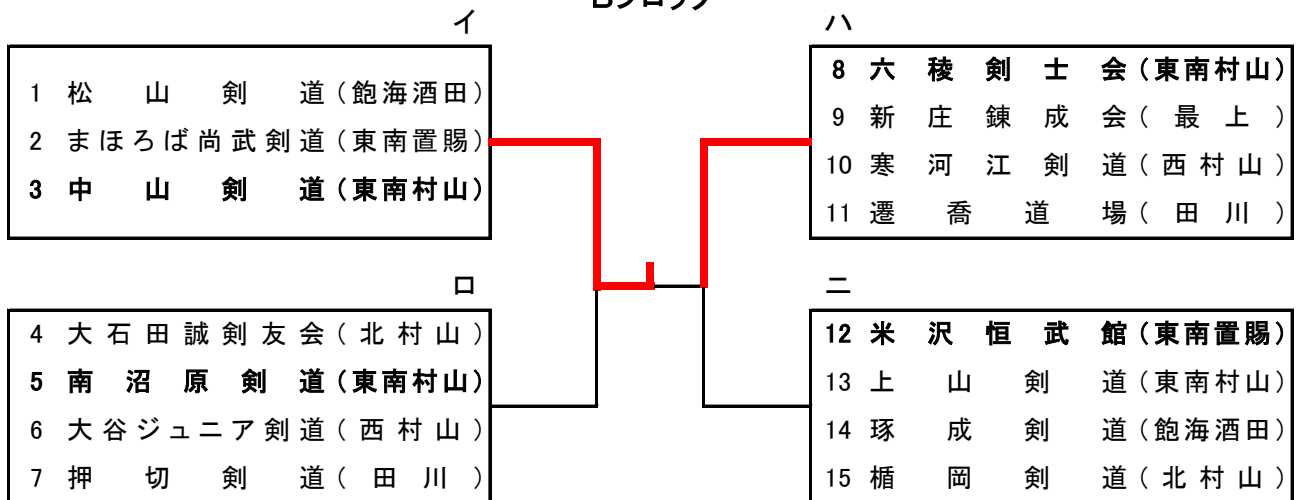 Bブロック
イ
1 松山剣道(飽海酒田)
2 まほろば尚武剣道(東南置賜)
3 中山剣道(東南村山)
ロ
4 大石田誠剣友会(北村山)
5 南沼原剣道(東南村山)
6 大谷ジュニア剣道(西村山)
7 押切剣道(田川)
ハ
8 六稜剣士会(東南村山)
9 新庄錬成会(最上)
10 寒河江剣道(西村山)
11 遷喬道場(田川)
ニ
12 米沢恒武館(東南置賜)
13 上山剣道(東南村山)
14 琢成剣道(飽海酒田)
15 楯岡剣道(北村山)